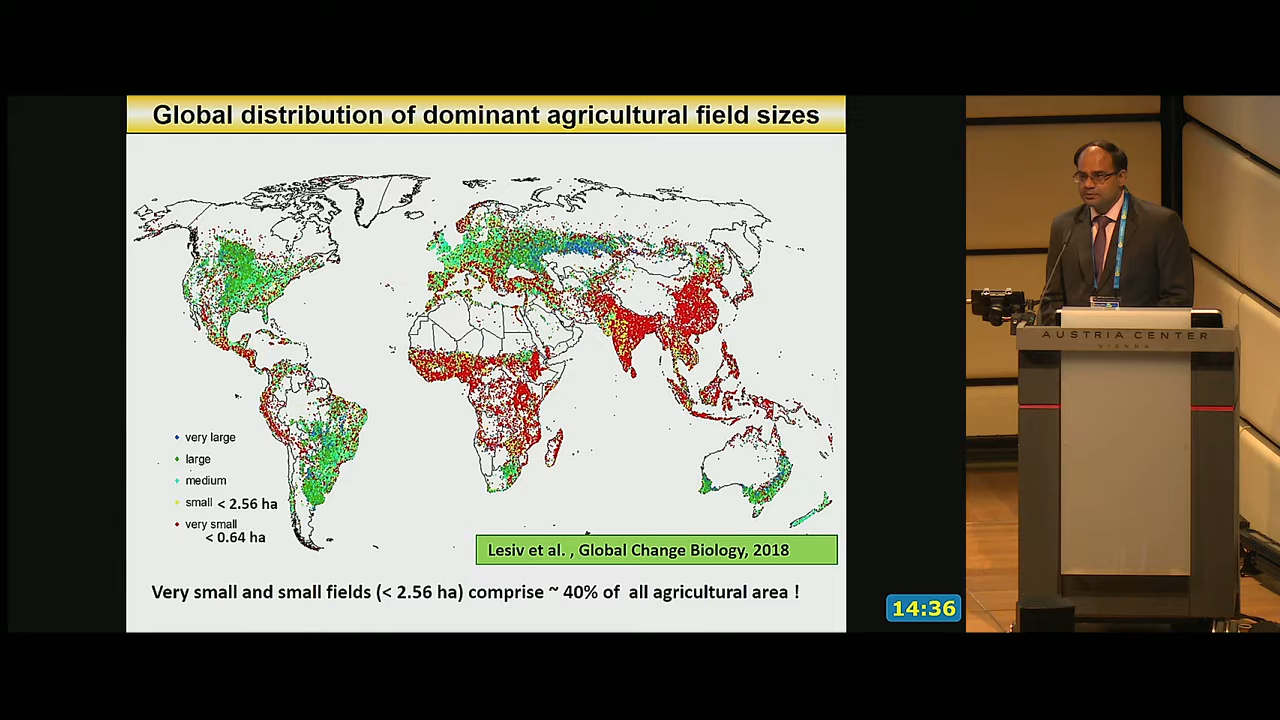 Global distribution of dominant agricultural field sizes
very large
large
medium
small < 2.56 ha
very small
< 0.64 ha
Lesiv et al. , Global Change Biology, 2018
Very small and small fields (< 2.56 ha) comprise ~ 40% of all agricultural area !
14:36
AUSTRIA CENTER
VIENNA